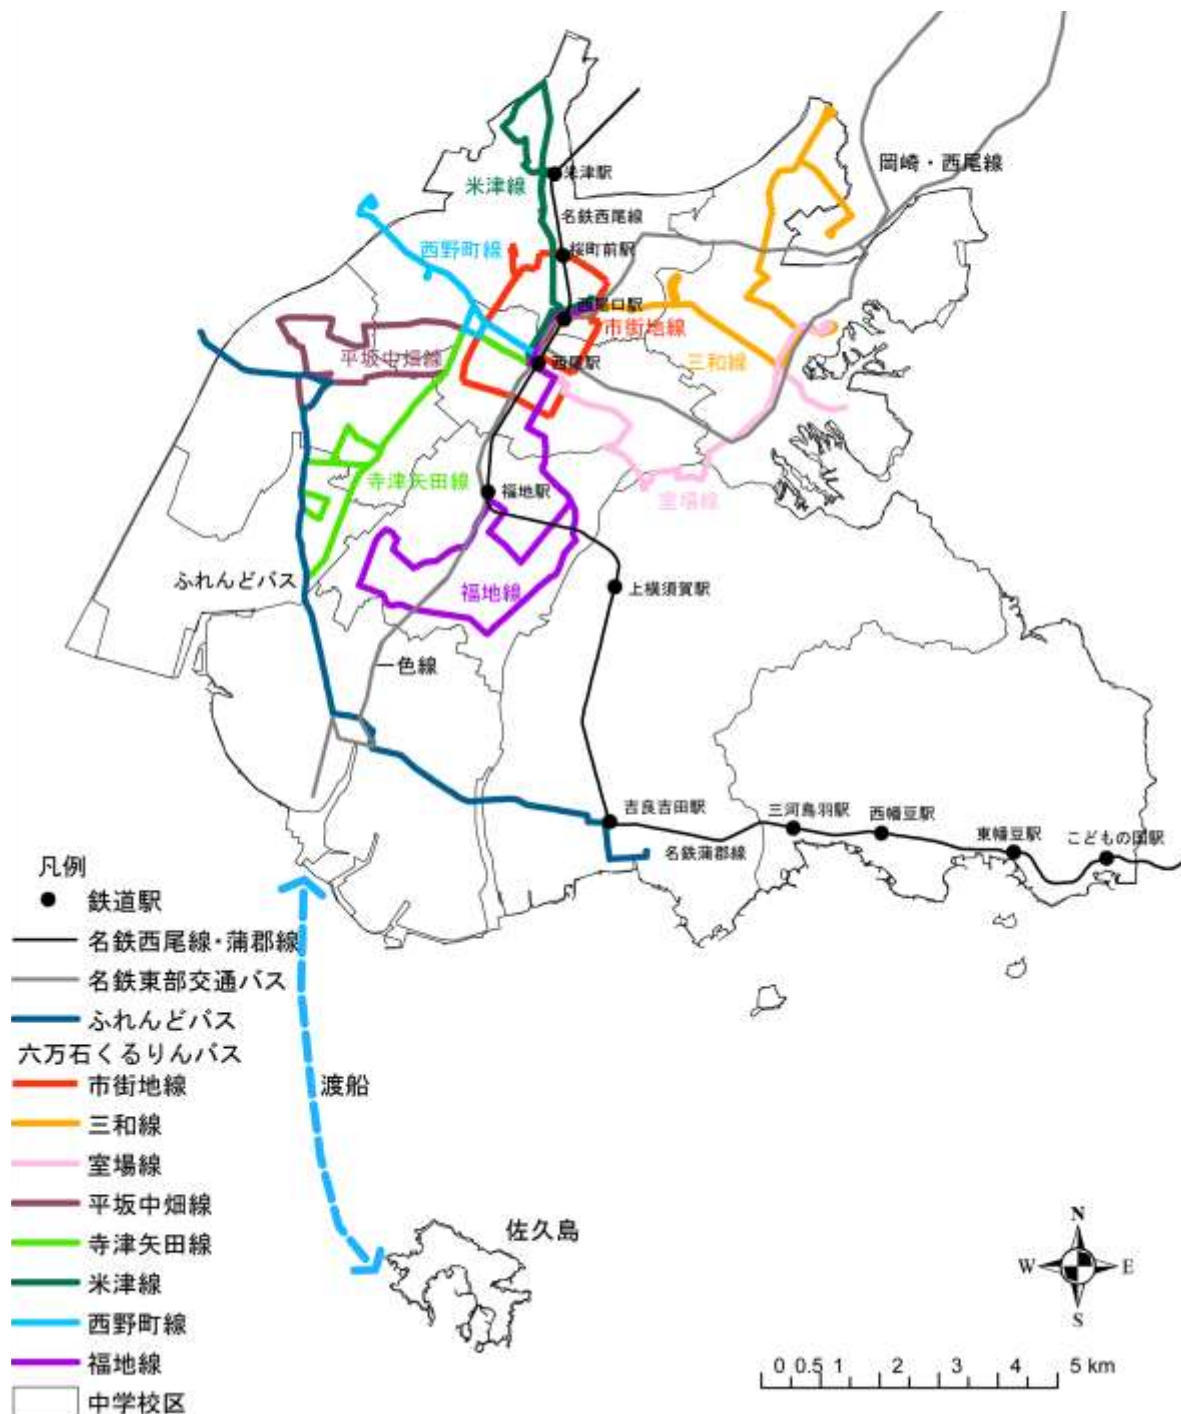 岡崎・西尾線
米津駅
米津線
名鉄西尾線
西野町線
桜町前駅
西尾口駅
市街地線
平坂中畑線
西尾駅
三和線
寺津矢田線
福地駅
室場線
ふれんどバス
福地線
上横須賀駅
一色線
吉良吉田駅
三河鳥羽駅
西幡豆駅
東幡豆駅
こどもの国駅
名鉄蒲郡線
凡例
鉄道駅
名鉄西尾線・蒲郡線
名鉄東部交通バス
ふれんどバス
六万石くるりんバス
市街地線
渡船
三和線
室場線
平坂中畑線
寺津矢田線
佐久島
米津線
西野町線
福地線
中学校区
N
W E
S
0 0.5 1 2 3 4 5 km